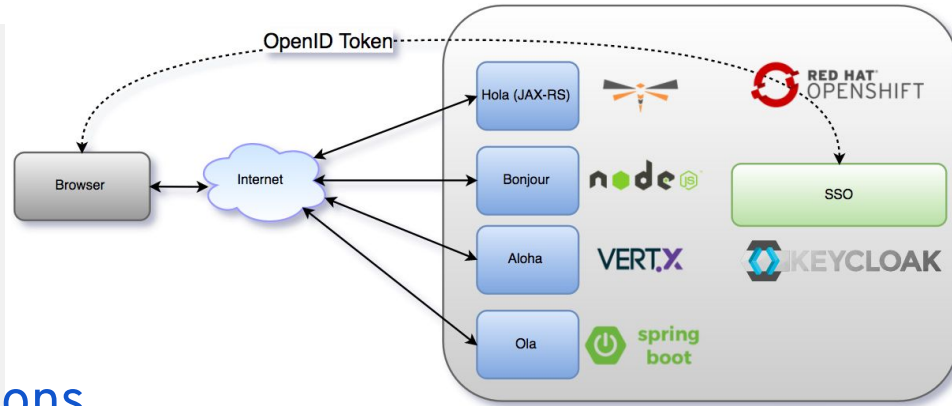 OpenID Token
Hola (JAX-RS)
RED HAT®
OPENSHIFT
Browser
Internet
Bonjour
node JS
SSO
Aloha
VERT.X
KEYCLOAK
Ola
spring
boot
ons